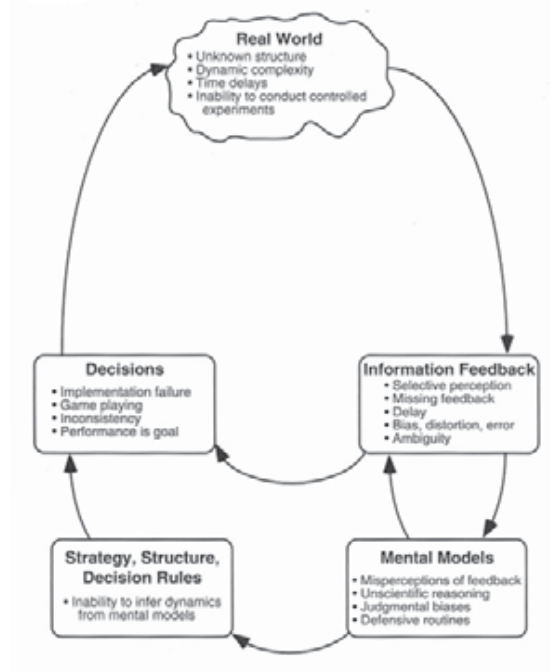 Real World
• Unknown structure
• Dynamic complexity
• Time delays
• Inability to conduct controlled
experiments
Decisions
• Implementation failure
• Game playing
• Inconsistency
• Performance is goal
Information Feedback
• Selective perception
• Missing feedback
• Delay
• Bias, distortion, error
• Ambiguity
Strategy, Structure,
Decision Rules
• Inability to infer dynamics
from mental models
Mental Models
• Misperceptions of feedback
• Unscientific reasoning
• Judgmental biases
• Defensive routines